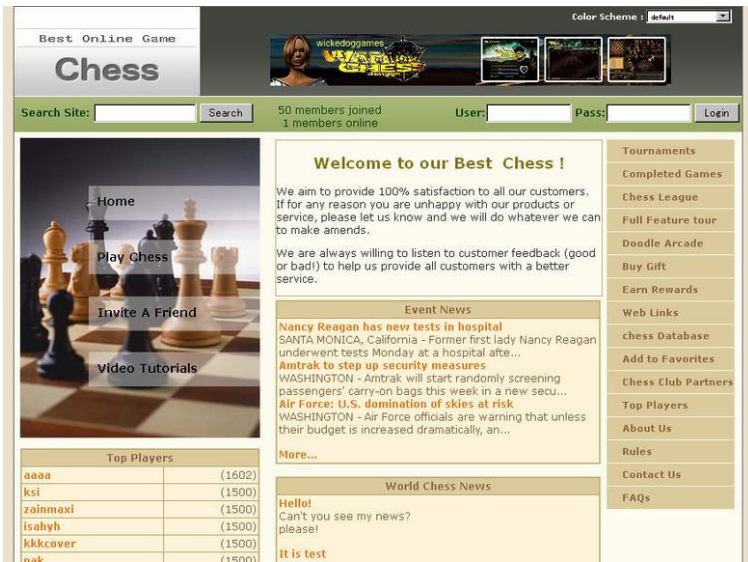 Color Scheme : default
Best Online Game
Chess
wickedoggames
Search Site: Search
50 members joined
1 members online
User: Pass: Login
Home
Play Chess
Invite A Friend
Video Tutorials
Top Players
aaaa (1602)
ksi (1500)
zainmaxi (1500)
isahyh (1500)
kkkcover (1500)
pak (1500)
Welcome to our Best Chess !
We aim to provide 100% satisfaction to all our customers.
If for any reason you are unhappy with our products or
service, please let us know and we will do whatever we can
to make amends.
We are always willing to listen to customer feedback (good
or bad!) to help us provide all customers with a better
service.
Event News
Nancy Reagan has new tests in hospital
SANTA MONICA, California - Former first lady Nancy Reagan
underwent tests Monday at a hospital afte...
Amtrak to step up security measures
WASHINGTON - Amtrak will start randomly screening
passengers' carry-on bags this week in a new secu...
Air Force: U.S. domination of skies at risk
WASHINGTON - Air Force officials are warning that unless
their budget is increased dramatically, an...
More...
World Chess News
Hello!
Can't you see my news?
please!
It is test
Tournaments
Completed Games
Chess League
Full Feature tour
Doodle Arcade
Buy Gift
Earn Rewards
Web Links
chess Database
Add to Favorites
Chess Club Partners
Top Players
About Us
Rules
Contact Us
FAQs